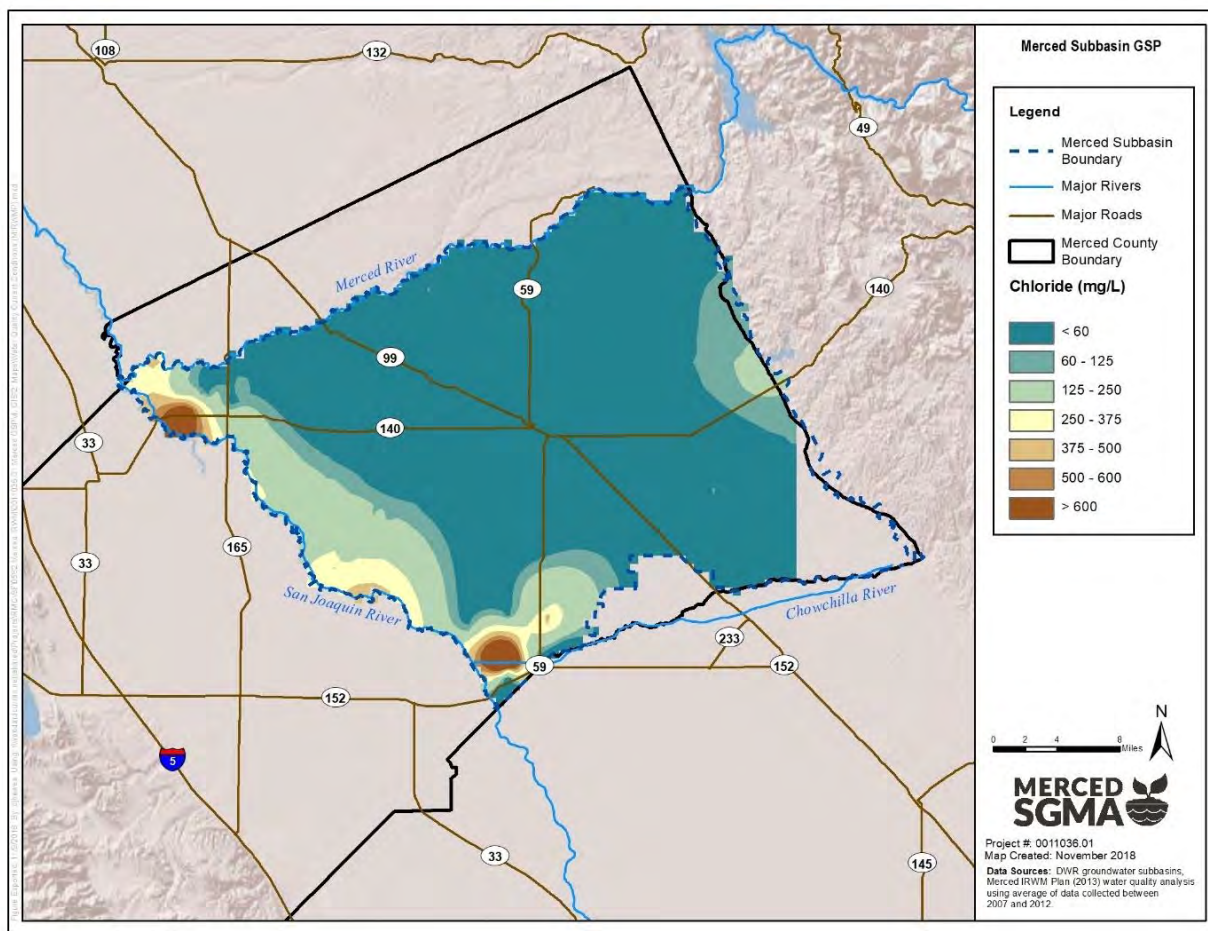 Merced Subbasin GSP
Legend
Merced Subbasin
Boundary
Major Rivers
Major Roads
Merced County
Boundary
Chloride (mg/L)
< 60
60 - 125
125 - 250
250 - 375
375 - 500
500 - 600
> 600
108
132
49
Merced River
59
140
99
140
33
33
165
San Joaquin River
Chowchilla River
233
59
152
152
5
33
145
N
0 2 4 8
Miles
MERCED
SGMA
Project #: 0011036.01
Map Created: November 2018
Data Sources: DWR groundwater subbasins,
Merced IRWM Plan (2013) water quality analysis
using average of data collected between
2007 and 2012.